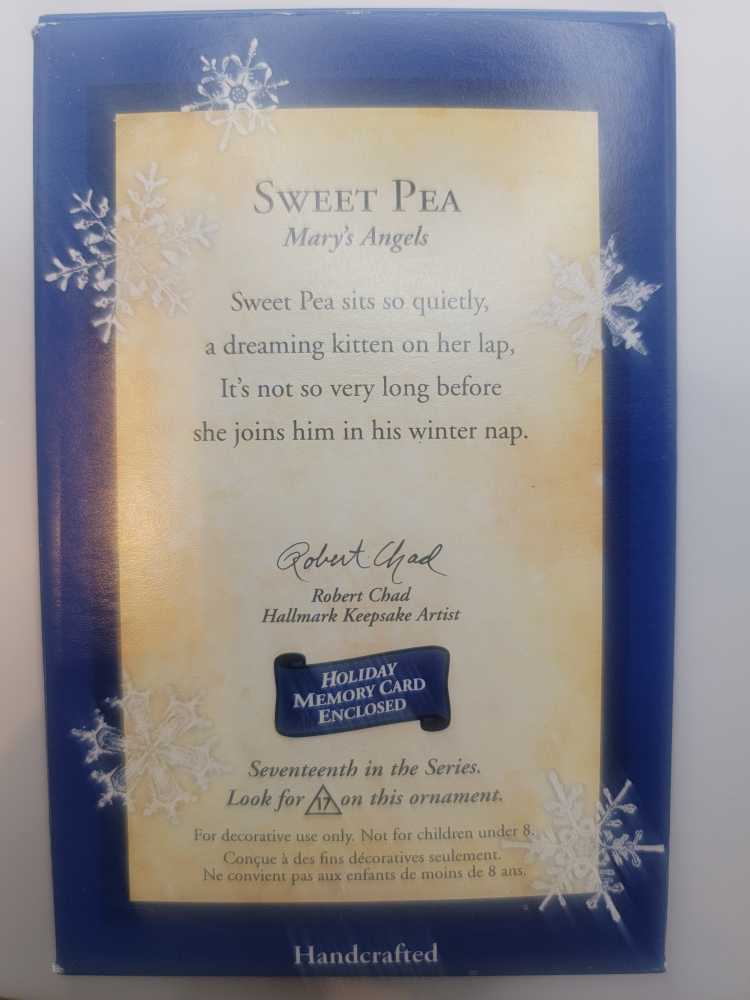 SWEET PEA
Mary's Angels
Sweet Pea sits so quietly,
a dreaming kitten on her lap,
It's not so very long before
she joins him in his winter nap.
Robert Chad
Robert Chad
Hallmark Keepsake Artist
HOLIDAY
MEMORY CARD
ENCLOSED
Seventeenth in the Series.
Look for 17 on this ornament.
For decorative use only. Not for children under 8.
Conçue à des fins décoratives seulement.
Ne convient pas aux enfants de moins de 8 ans.
Handcrafted